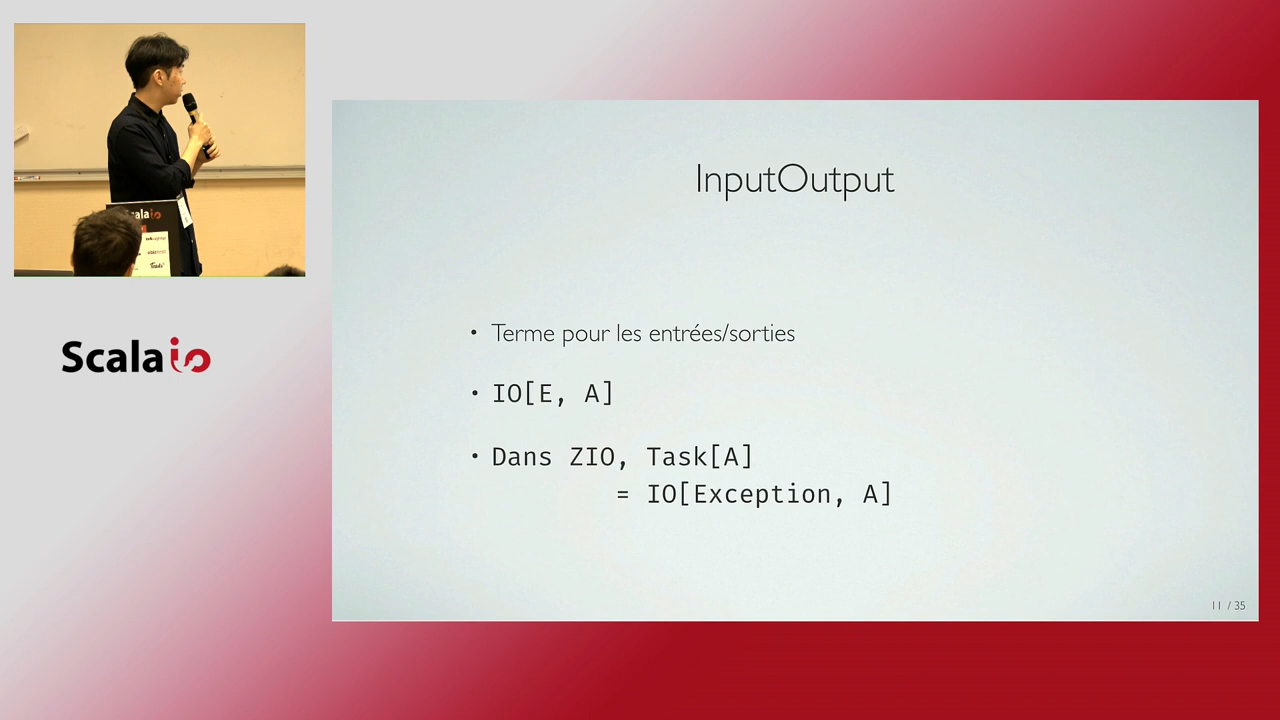 Scalaio
InputOutput
• Terme pour les entrées/sorties
• IO[E, A]
• Dans ZIO, Task[A]
= IO[Exception, A]
11 / 35